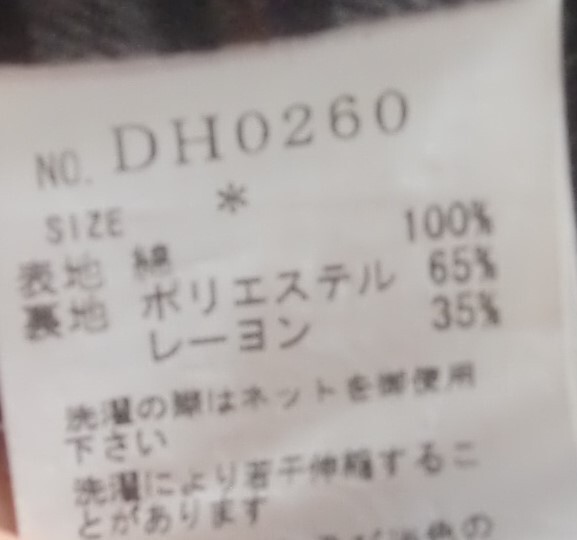 NO. DH0260
SIZE *
表地 綿 100%
裏地 ポリエステル 65%
レーヨン 35%
洗濯の際はネットを御使用
下さい
洗濯により若干伸縮するこ
とがあります
色の